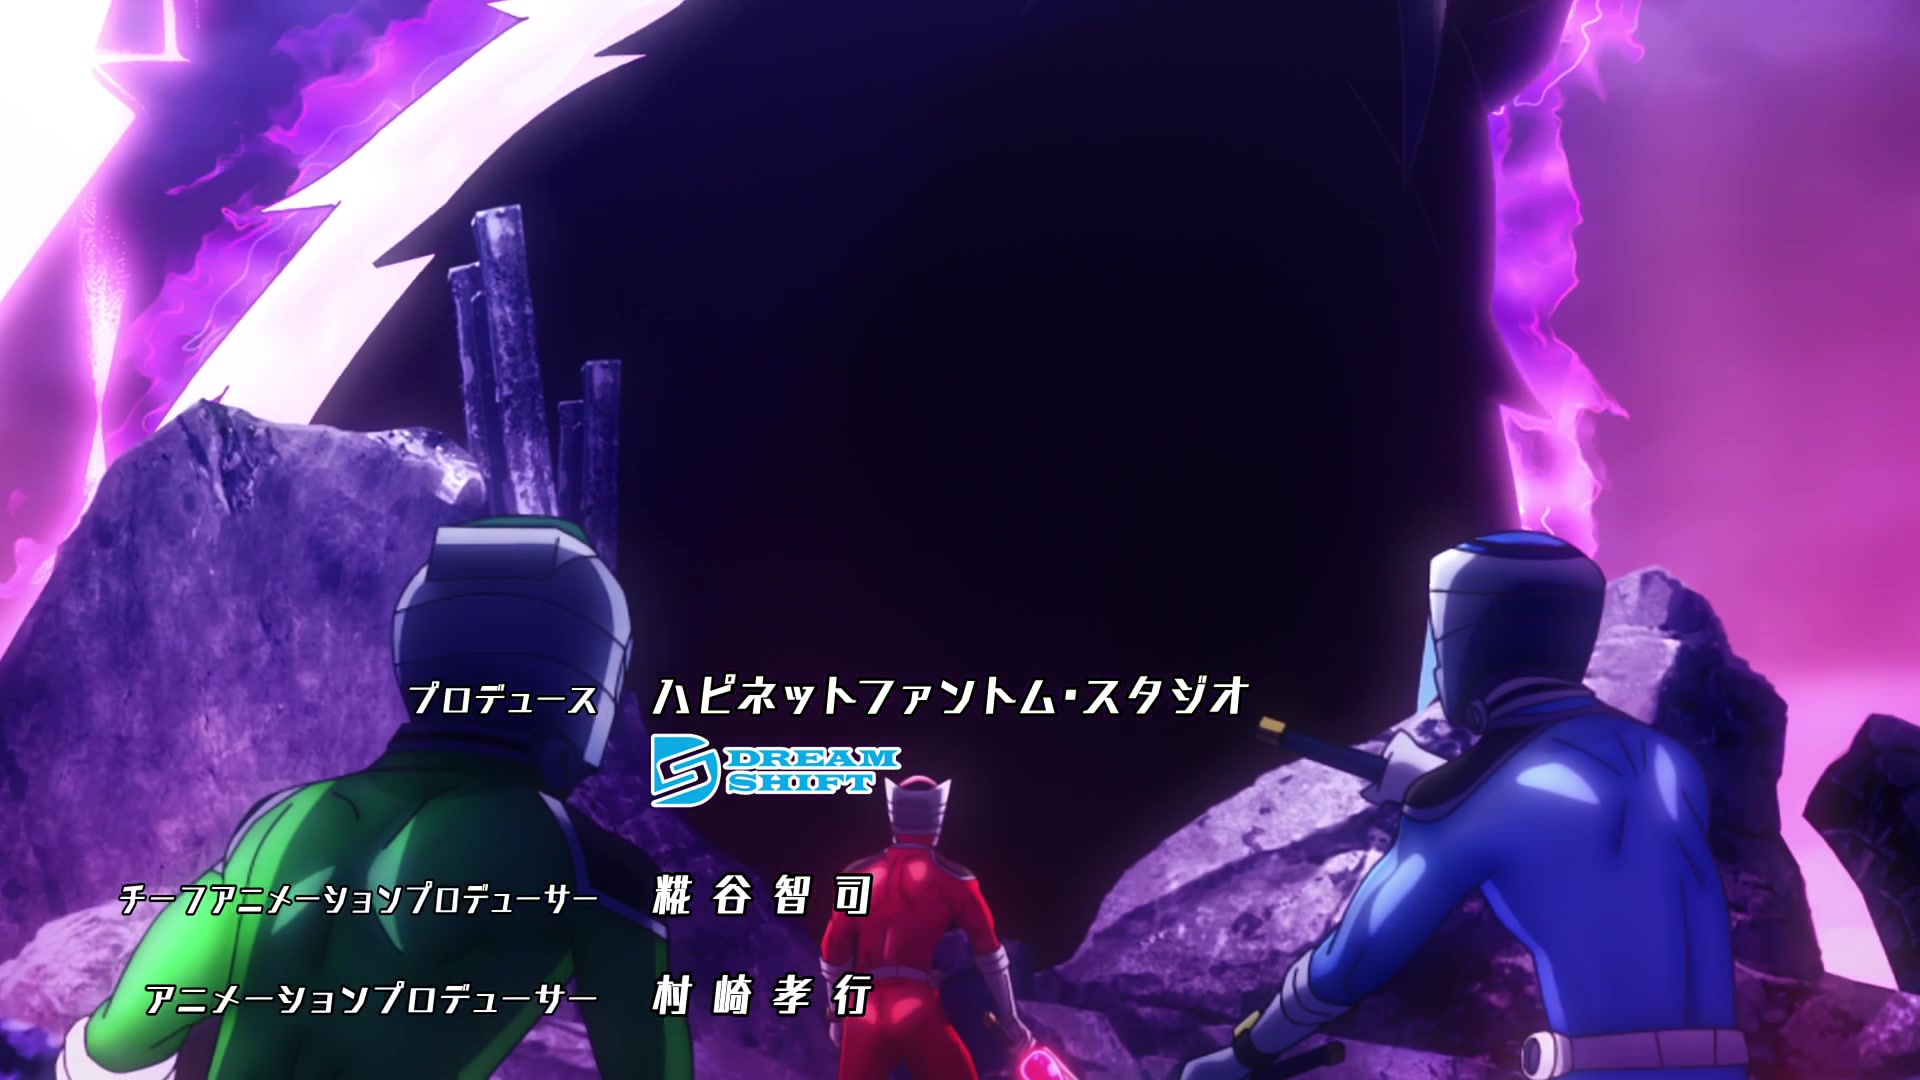 プロデュース ハピネットファントム・スタジオ
DREAM
SHIFT
チーフアニメーションプロデューサー 糀谷智司
アニメーションプロデューサー 村崎孝行